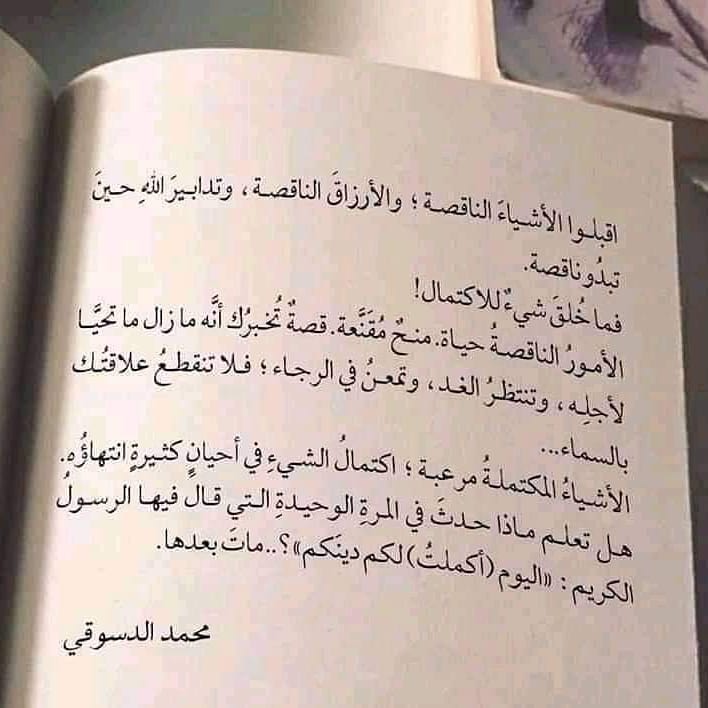 اقبلوا الأشياءَ الناقصة ؛ والأرزاقَ الناقصة ، وتدابيرَ اللهِ حينَ
تبدُو ناقصة.
فما خُلقَ شيءٌ للاكتمال!
الأمورُ الناقصةُ حياة. منحٌ مُقَنَّعة. قصةٌ تُخبرُك أنَّه ما زال ما تحيَّا
لأجلِه ، وتنتظرُ الغد ، وتمعنُ في الرجاء ؛ فلا تنقطعُ علاقتُك
بالسماء...
الأشياءُ المكتملةُ مرعبة ؛ اكتمالُ الشيءِ في أحيانٍ كثيرةٍ انتهاؤُه.
هل تعلم ماذا حدثَ في المرةِ الوحيدةِ التي قالَ فيها الرسولُ
الكريم : «اليوم (أكملتُ) لكم دينَكم»؟.. ماتَ بعدها.
محمد الدسوقي